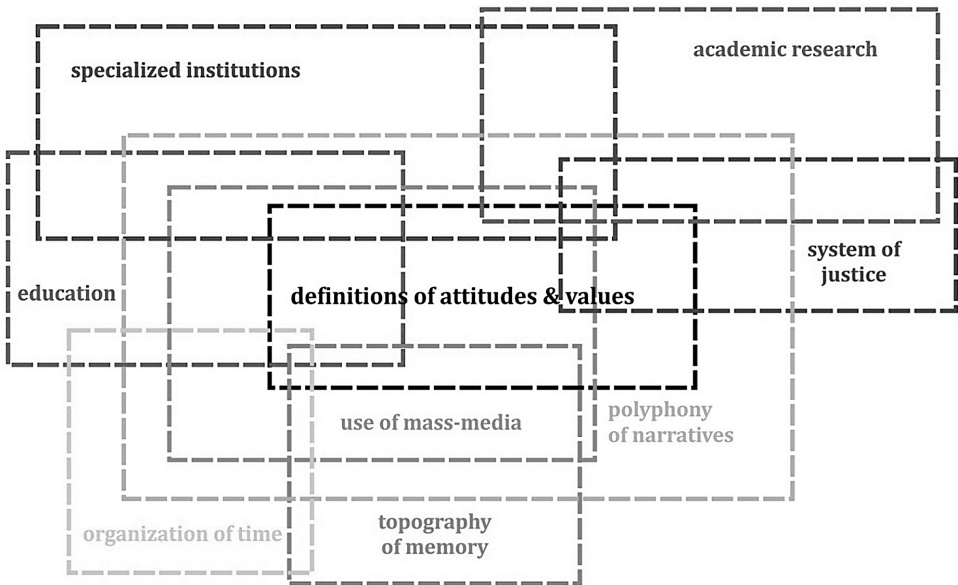 academic research
specialized institutions
system of
justice
education
definitions of attitudes & values
polyphony
of narratives
use of mass-media
topography
of memory
organization of time